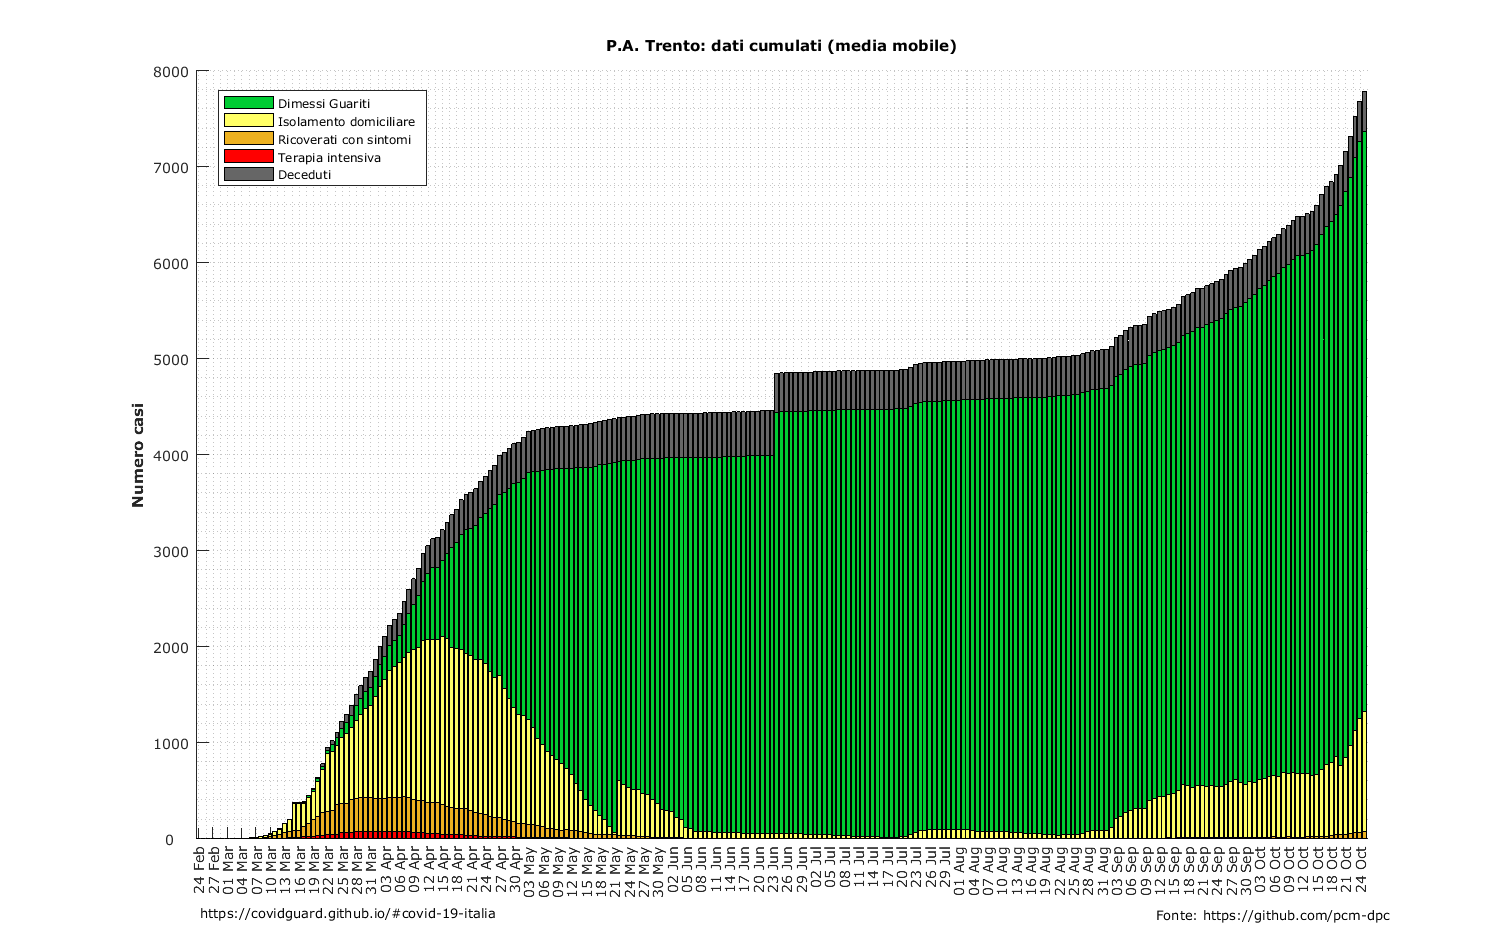 P.A. Trento: dati cumulati (media mobile)
8000
7000
6000
5000
4000
3000
2000
1000
0
Numero casi
Dimessi Guariti
Isolamento domiciliare
Ricoverati con sintomi
Terapia intensiva
Deceduti
24 Feb
27 Feb
01 Mar
04 Mar
07 Mar
10 Mar
13 Mar
16 Mar
19 Mar
22 Mar
25 Mar
28 Mar
31 Mar
03 Apr
06 Apr
09 Apr
12 Apr
15 Apr
18 Apr
21 Apr
24 Apr
27 Apr
30 Apr
03 May
06 May
09 May
12 May
15 May
18 May
21 May
24 May
27 May
30 May
02 Jun
05 Jun
08 Jun
11 Jun
14 Jun
17 Jun
20 Jun
23 Jun
26 Jun
29 Jun
02 Jul
05 Jul
08 Jul
11 Jul
14 Jul
17 Jul
20 Jul
23 Jul
26 Jul
29 Jul
01 Aug
04 Aug
07 Aug
10 Aug
13 Aug
16 Aug
19 Aug
22 Aug
25 Aug
28 Aug
31 Aug
03 Sep
06 Sep
09 Sep
12 Sep
15 Sep
18 Sep
21 Sep
24 Sep
27 Sep
30 Sep
03 Oct
06 Oct
09 Oct
12 Oct
15 Oct
18 Oct
21 Oct
24 Oct
https://covidguard.github.io/#covid-19-italia
Fonte: https://github.com/pcm-dpc